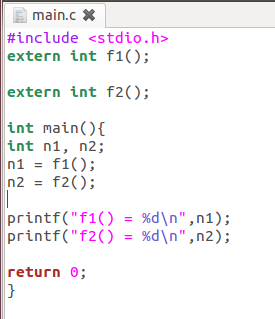 main.c
#include <stdio.h>
extern int f1();
extern int f2();
int main(){
int n1, n2;
n1 = f1();
n2 = f2();
printf("f1() = %d\n",n1);
printf("f2() = %d\n",n2);
return 0;
}